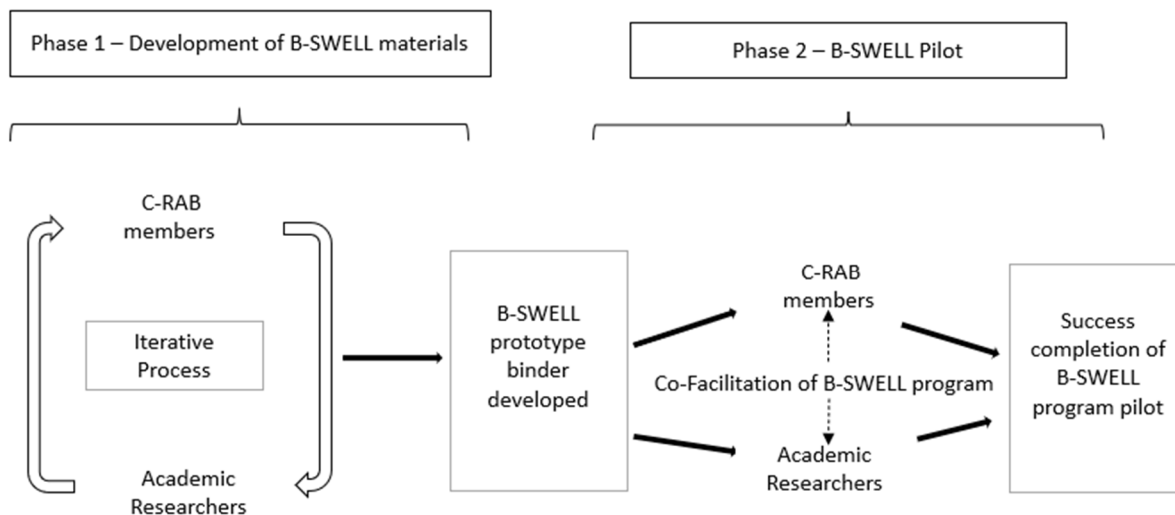 Phase 1 – Development of B-SWELL materials
Phase 2 – B-SWELL Pilot
C-RAB
members
Iterative
Process
Academic
Researchers
B-SWELL
prototype
binder
developed
C-RAB
members
Co-Facilitation of B-SWELL program
Academic
Researchers
Success
completion of
B-SWELL
program pilot